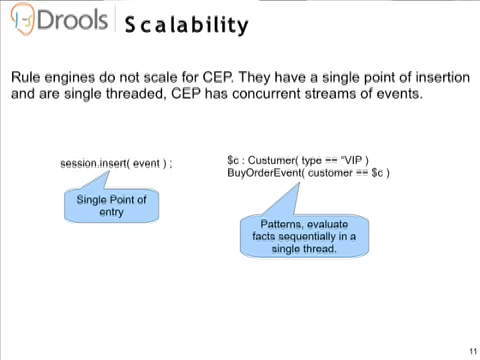 Drools
Scalability
Rule engines do not scale for CEP. They have a single point of insertion
and are single threaded, CEP has concurrent streams of events.
session.insert( event ) ;
$c : Custumer( type == “VIP )
BuyOrderEvent( customer == $c )
Single Point of
entry
Patterns, evaluate
facts sequentially in a
single thread.
11